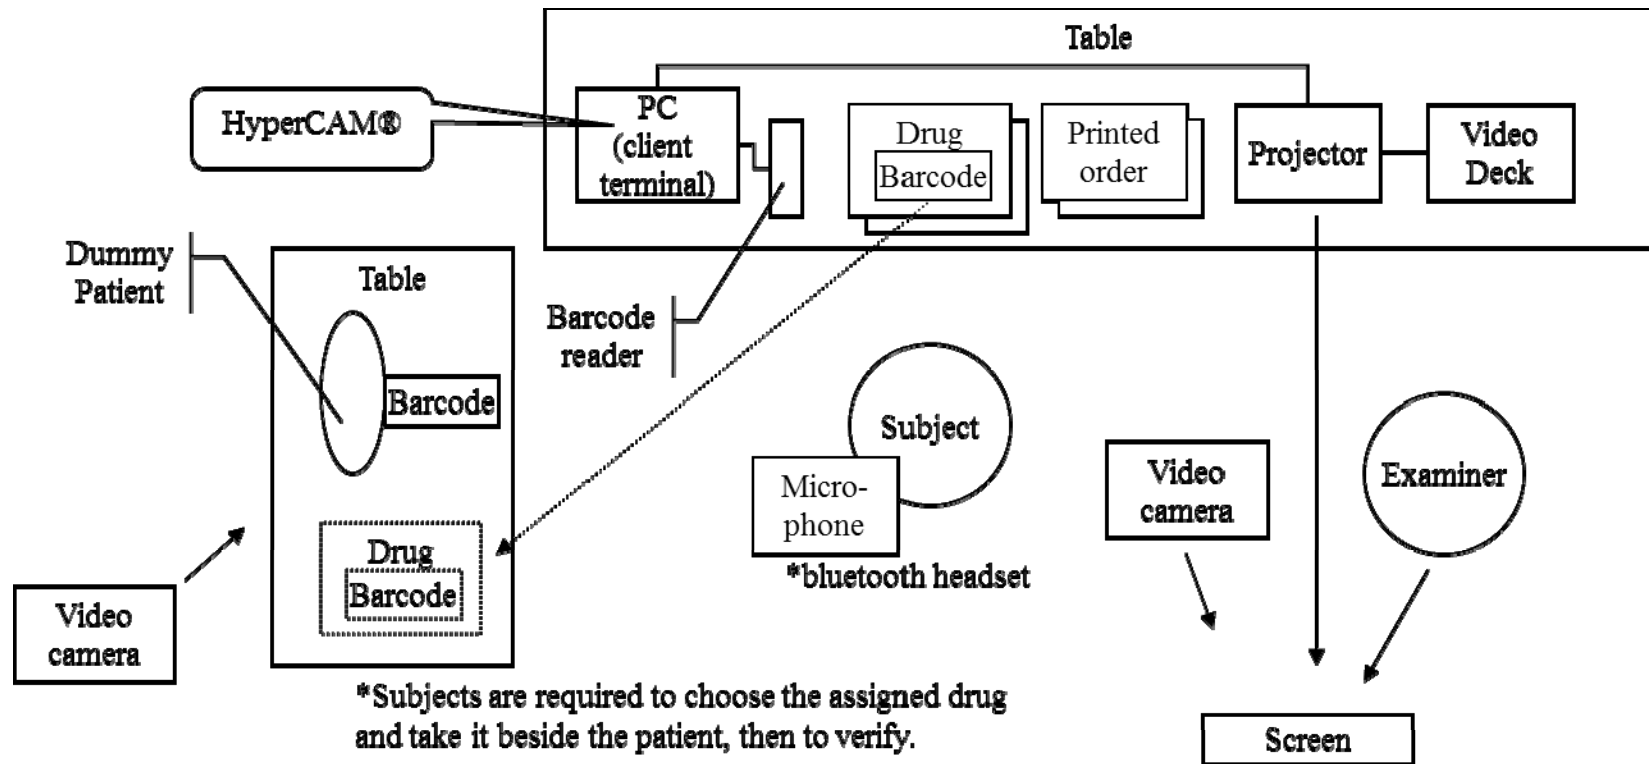 Table
HyperCAM®
PC
(client
terminal)
Drug
Barcode
Printed
order
Projector
Video
Deck
Dummy
Patient
Table
Barcode
reader
Barcode
Subject
Micro-
phone
*bluetooth headset
Video
camera
Examiner
Drug
Barcode
Video
camera
*Subjects are required to choose the assigned drug
and take it beside the patient, then to verify.
Screen